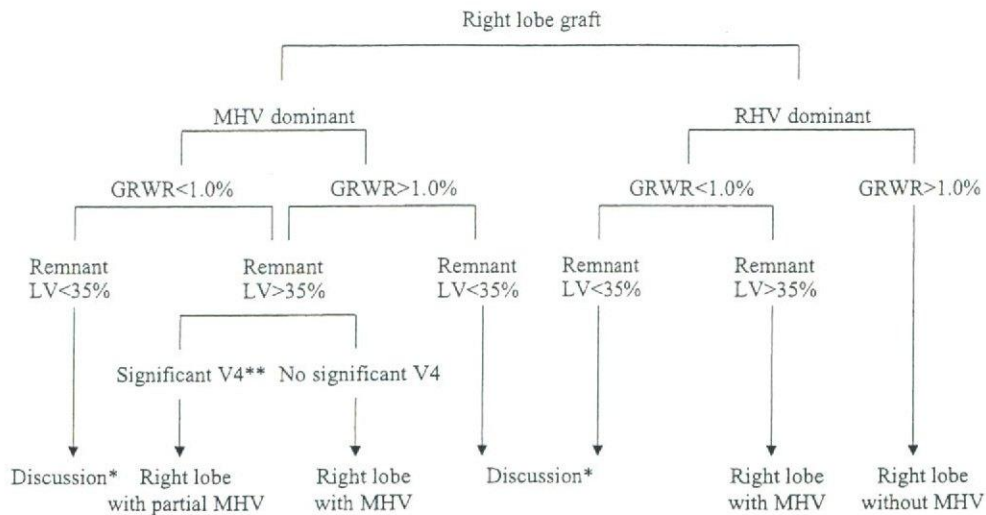 Right lobe graft
MHV dominant RHV dominant
GRWR<1.0% GRWR>1.0% GRWR<1.0% GRWR>1.0%
Remnant Remnant Remnant Remnant Remnant
LV<35% LV>35% LV<35% LV<35% LV>35%
Significant V4** No significant V4
Discussion* Right lobe Right lobe Discussion* Right lobe Right lobe
with partial MHV with MHV with MHV without MHV